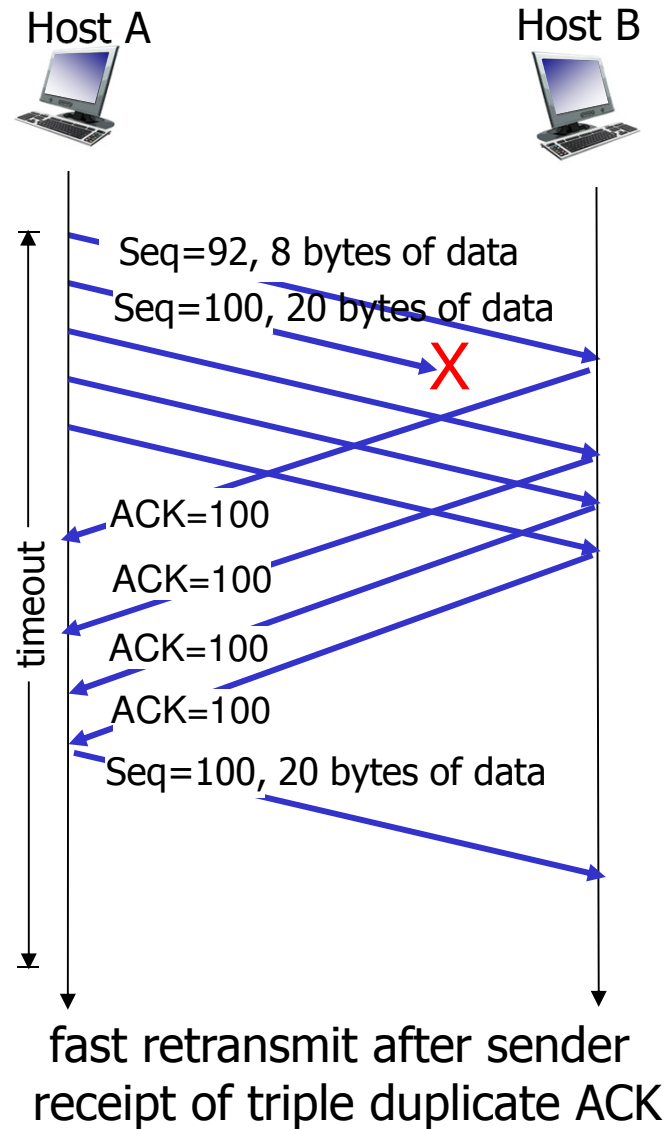 Host A
Host B
Seq=92, 8 bytes of data
Seq=100, 20 bytes of data
X
ACK=100
ACK=100
timeout
ACK=100
ACK=100
Seq=100, 20 bytes of data
fast retransmit after sender
receipt of triple duplicate ACK